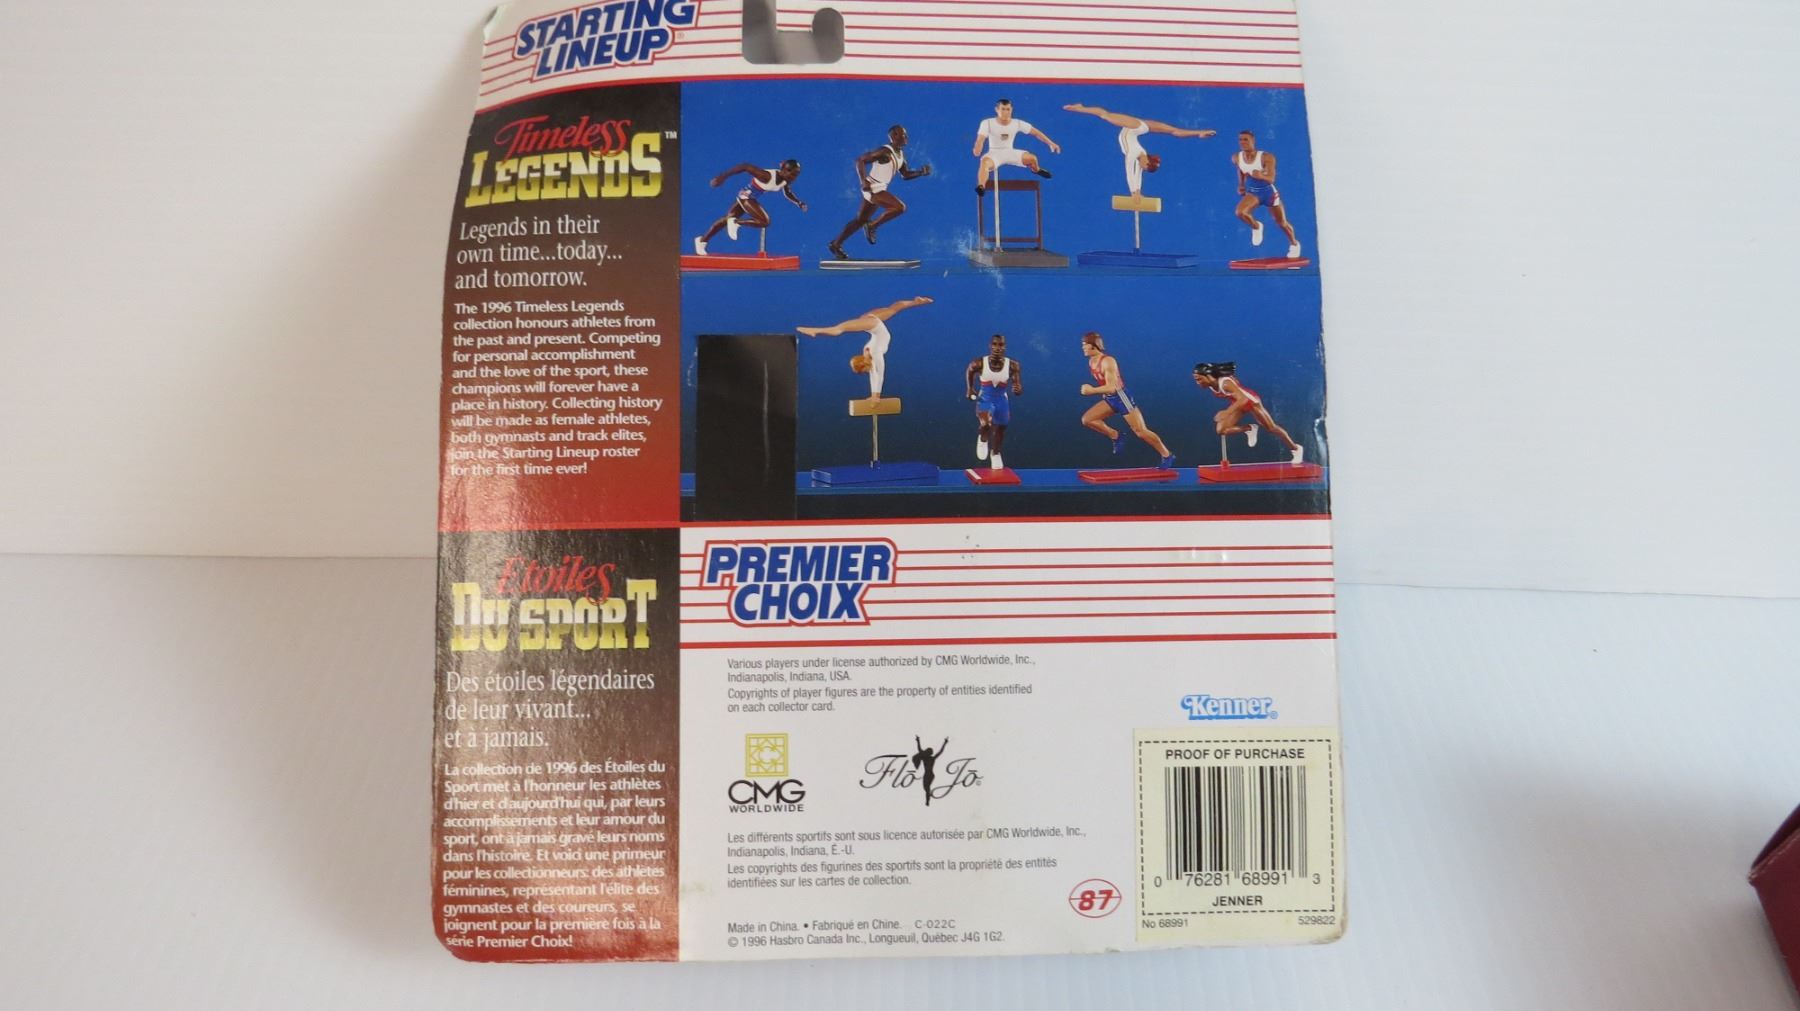 STARTING
LINEUP®
Timeless
LEGENDS™
Legends in their
own time...today...
and tomorrow.
The 1996 Timeless Legends
collection honours athletes from
the past and present. Competing
for personal accomplishment
and the love of the sport, these
champions will forever have a
place in history. Collecting history
will be made as female athletes,
both gymnasts and track elites,
join the Starting Lineup roster
for the first time ever!
Étoiles
DU SPORT
Des étoiles légendaires
de leur vivant...
et à jamais.
La collection de 1996 des Étoiles du
Sport met à l'honneur les athlètes
d'hier et d'aujourd'hui qui, par leurs
accomplissements et leur amour du
sport, ont à jamais gravé leurs noms
dans l'histoire. Et voici une primeur
pour les collectionneurs: des athlètes
féminines, représentant l'élite des
gymnastes et des coureurs, se
joignent pour la première fois à la
série Premier Choix!
PREMIER
CHOIX
Various players under license authorized by CMG Worldwide, Inc.,
Indianapolis, Indiana, USA.
Copyrights of player figures are the property of entities identified
on each collector card.
Kenner®
CMG
WORLDWIDE
Flo Jo®
Les différents sportifs sont sous licence autorisée par CMG Worldwide, Inc.,
Indianapolis, Indiana, É.-U.
Les copyrights des figurines des sportifs sont la propriété des entités
identifiées sur les cartes de collection.
87
Made in China. • Fabriqué en Chine. C-022C
© 1996 Hasbro Canada Inc., Longueuil, Québec J4G 1G2.
PROOF OF PURCHASE
0 76281 68991 3
JENNER
No 68991 529822